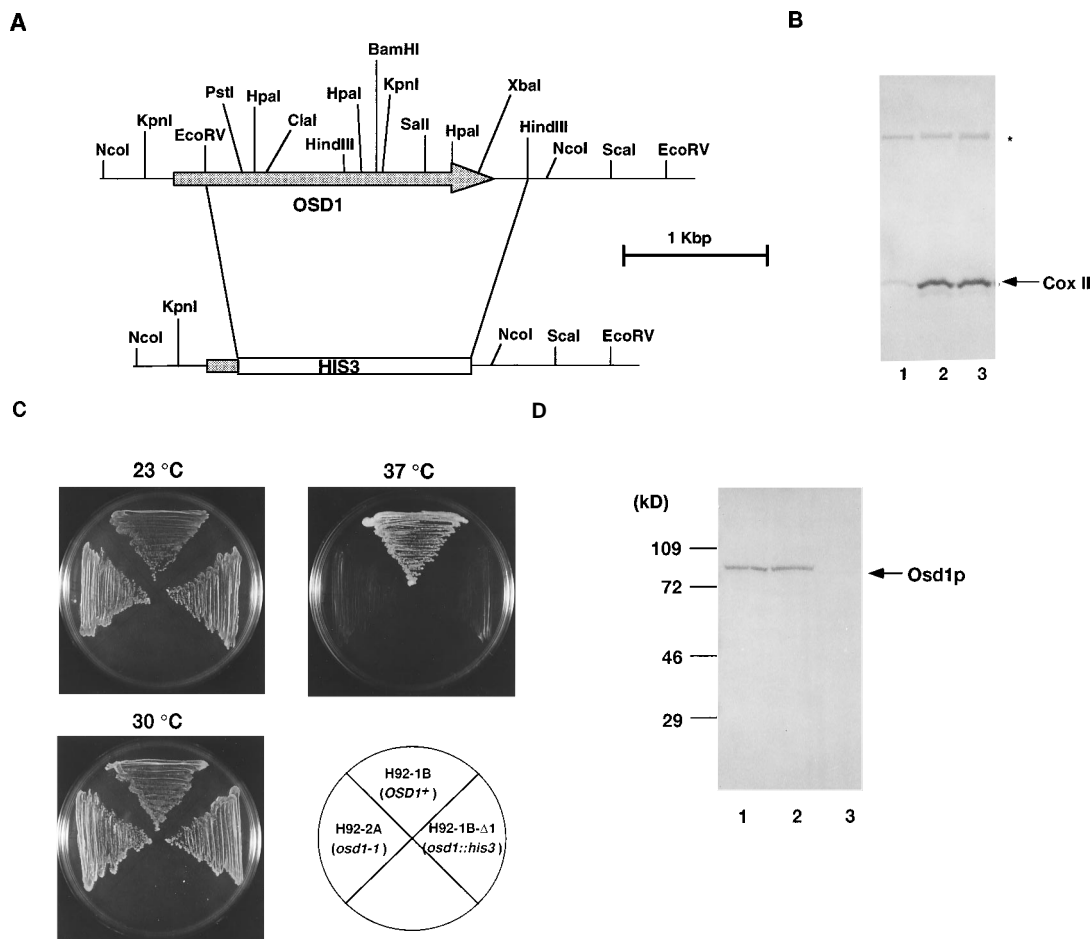 A
BamHI
PstI HpaI HpaI KpnI XbaI
ClaI
KpnI EcoRV SalI HpaI HindIII
NcoI HindIII NcoI ScaI EcoRV
OSD1
1 Kbp
KpnI
NcoI NcoI ScaI EcoRV
HIS3
B
*
Cox II
1 2 3
C
23 °C 37 °C
30 °C
H92-1B
(OSD1+)
H92-2A H92-1B-Δ1
(osd1-1) (osd1::his3)
D
(kD)
109
Osd1p
72
46
29
1 2 3